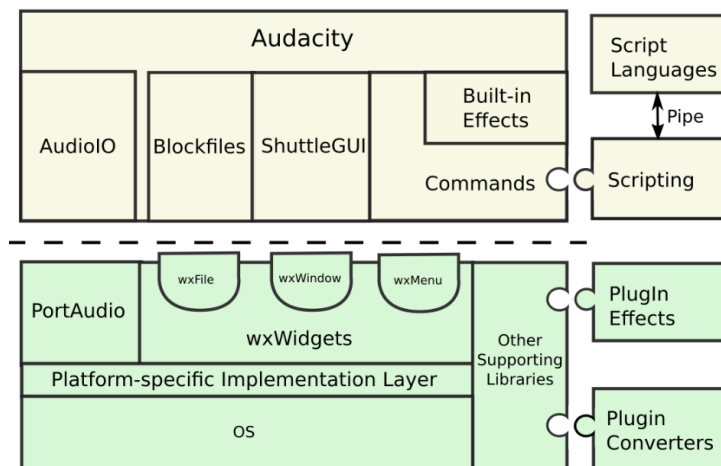 Audacity
Script
Languages
Pipe
AudioIO
Blockfiles
ShuttleGUI
Built-in
Effects
Commands
Scripting
wxFile
wxWindow
wxMenu
PortAudio
wxWidgets
Other
Supporting
Libraries
PlugIn
Effects
Platform-specific Implementation Layer
OS
Plugin
Converters